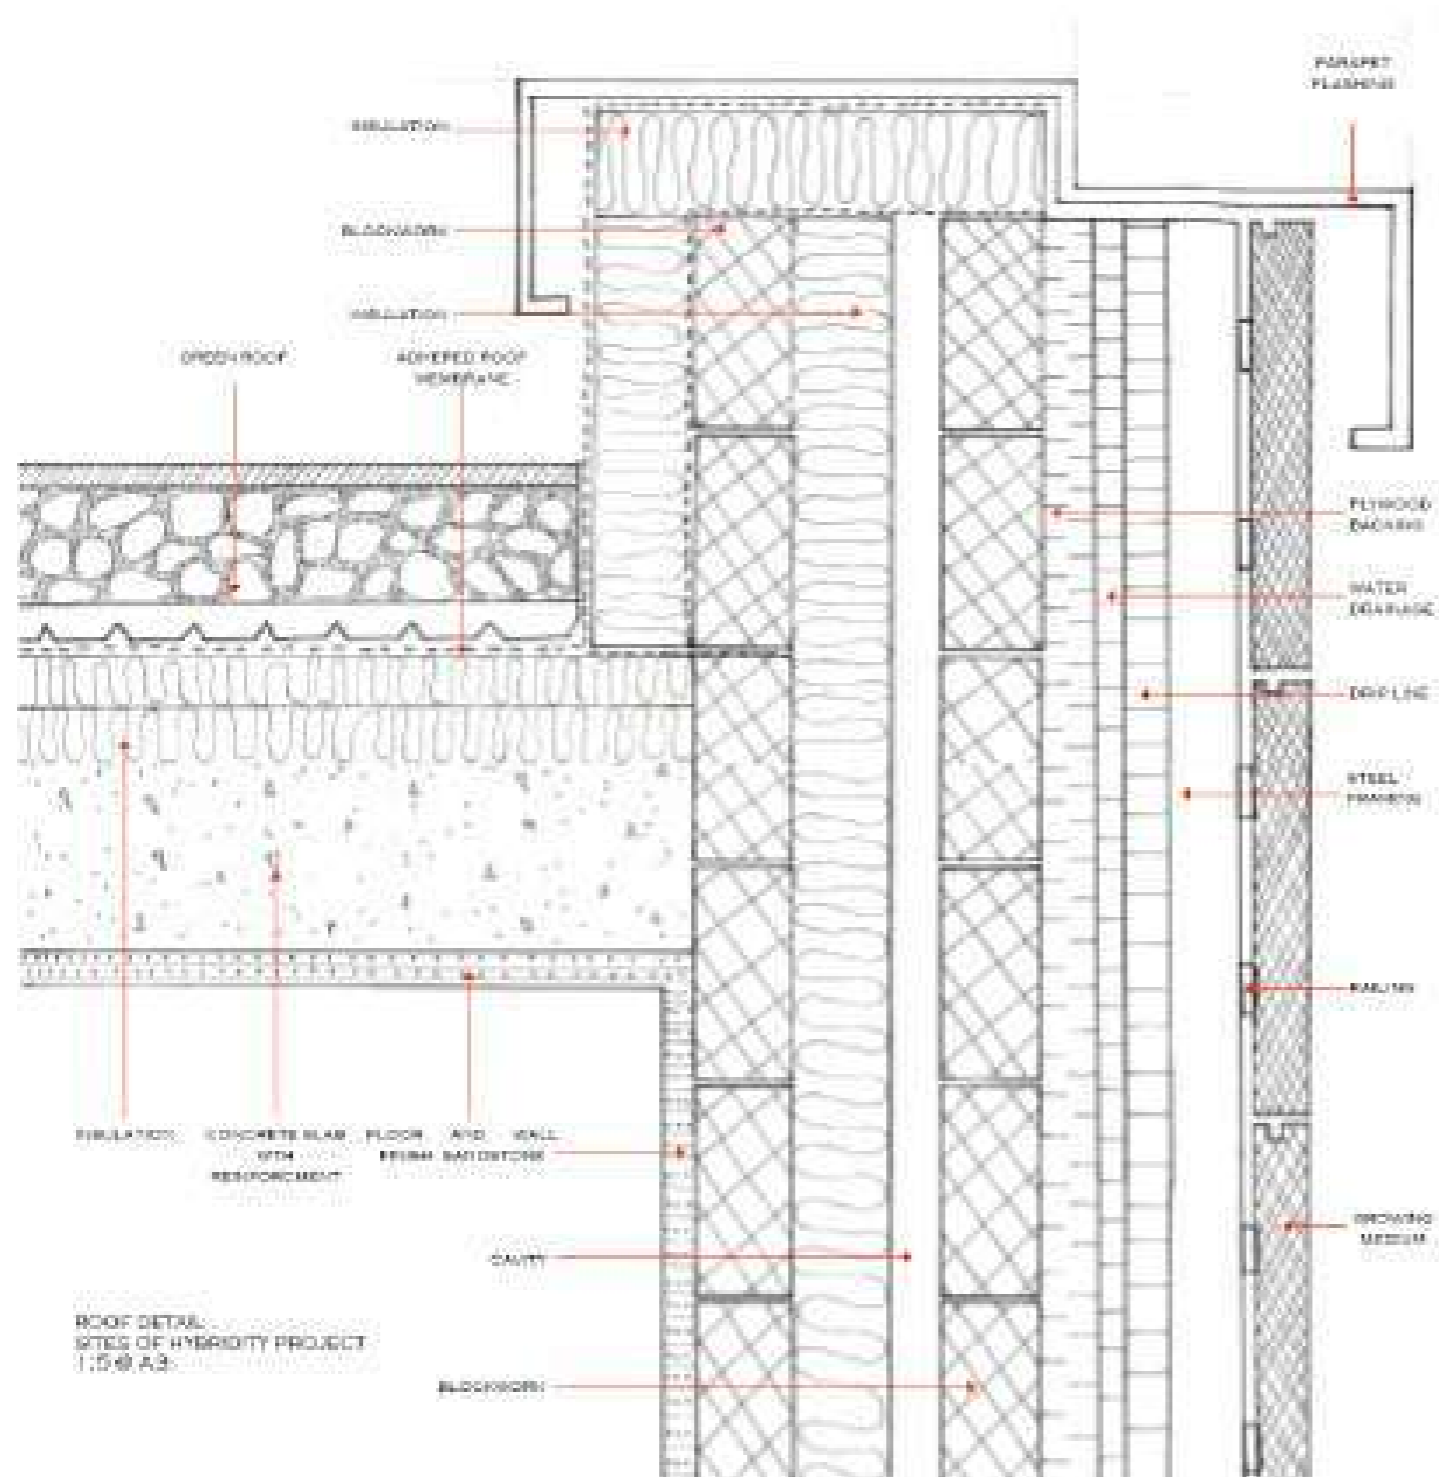 PARAPET
FLASHING
INSULATION
BLOCKWORK
INSULATION
GREEN ROOF
ADHERED ROOF
MEMBRANE
PLYWOOD
BACKING
WATER
DRAINAGE
DRIP LINE
STEEL
FRAMING
RAILING
INSULATION
CONCRETE SLAB
WITH
REINFORCMENT
FLOOR AND WALL
FINISH SANDSTONE
GROWING
MEDIUM
CAVITY
ROOF DETAIL
SITES OF HYBRIDITY PROJECT
1:5 @ A3
BLOCKWORK